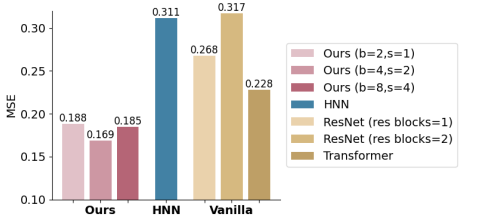 0.317
0.311
0.30
0.268
0.25
0.228
0.20
0.188
0.169
0.185
0.15
0.10
MSE
Ours
HNN
Vanilla
Ours (b=2,s=1)
Ours (b=4,s=2)
Ours (b=8,s=4)
HNN
ResNet (res blocks=1)
ResNet (res blocks=2)
Transformer